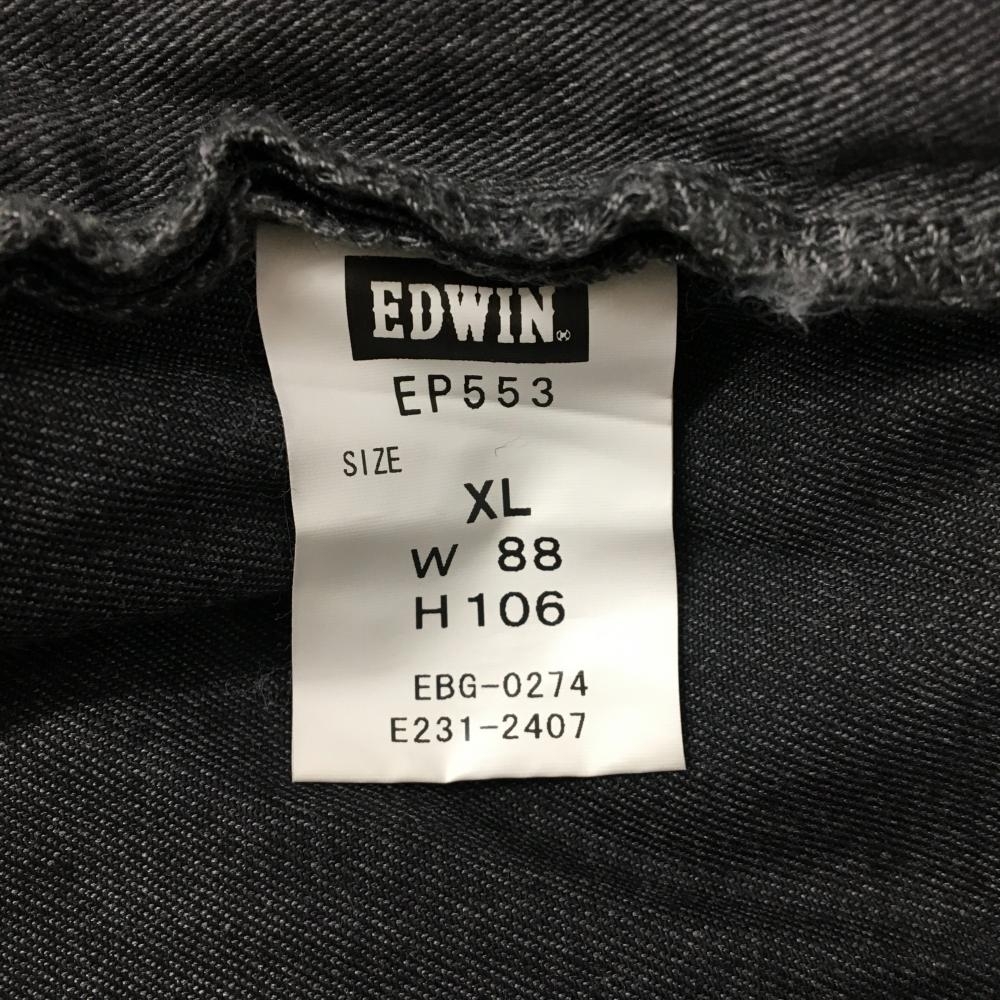 EDWIN
EP553
SIZE
XL
W 88
H 106
EBG-0274
E231-2407